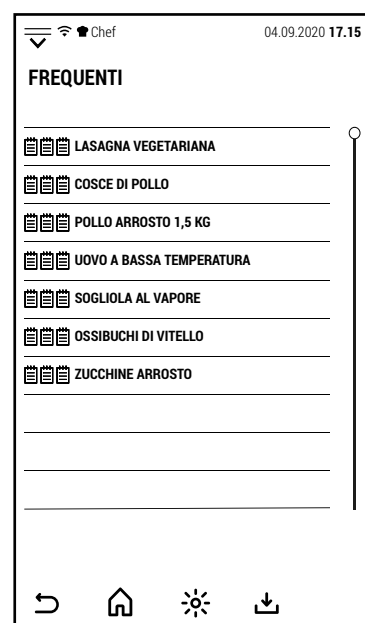 Chef 04.09.2020 17.15
FREQUENTI
LASAGNA VEGETARIANA
COSCE DI POLLO
POLLO ARROSTO 1,5 KG
UOVO A BASSA TEMPERATURA
SOGLIOLA AL VAPORE
OSSIBUCHI DI VITELLO
ZUCCHINE ARROSTO